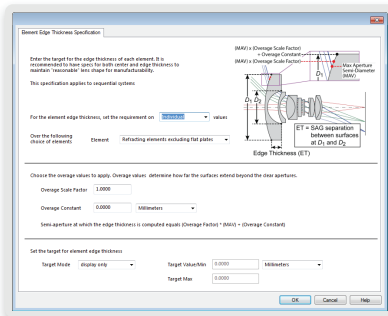 Element Edge Thickness Specification
Enter the target for the edge thickness of each element. It is
recommended to have specs for both center and edge thickness to
maintain "reasonable" lens shape for manufacturability.
This specification applies to sequential systems
(MAV) x (Overage Scale Factor)
+ Overage Constant
(MAV) x (Overage Scale Factor)
D1
Max Aperture
Semi-Diameter
(MAV)
D1 D2
ET = SAG separation
between surfaces
at D1 and D2
Edge Thickness (ET)
For the element edge thickness, set the requirement on Individual values
Over the following
choice of elements Element Refracting elements excluding flat plates
Choose the overage values to apply. Overage values determine how far the surfaces extend beyond the clear apertures.
Overage Scale Factor 1.0000
Overage Constant 0.0000 Millimeters
Semi-aperture at which the edge thickness is computed equals (Overage Factor) * (MAV) + (Overage Constant)
Set the target for element edge thickness
Target Mode display only Target Value/Min 0.0000 Millimeters
Target Max 0.0000
OK Cancel Help